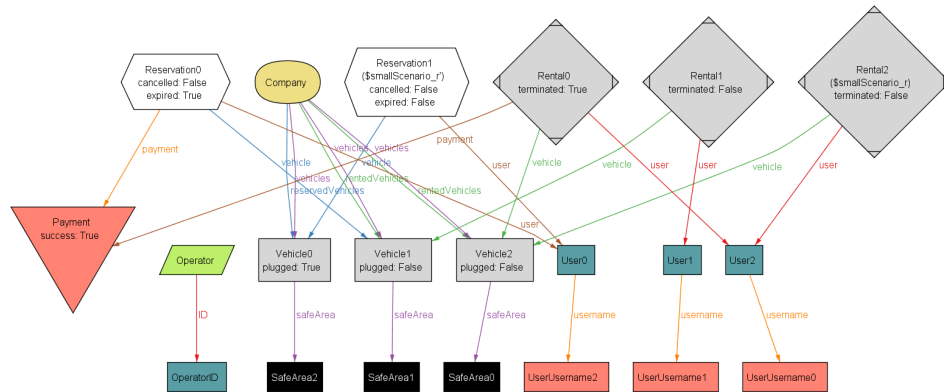 Reservation0
cancelled: False
expired: True
Company
Reservation1
($smallScenario_r')
cancelled: False
expired: False
Rental0
terminated: True
Rental1
terminated: False
Rental2
($smallScenario_r)
terminated: False
payment
vehicle
vehicles
vehicles
vehicle
vehicles
reservedVehicles
rentedVehicles
rentedVehicles
payment
user
vehicle
user
user
vehicle
user
user
Payment
success: True
Operator
Vehicle0
plugged: True
Vehicle1
plugged: False
Vehicle2
plugged: False
User0
User1
User2
ID
safeArea
safeArea
safeArea
username
username
username
OperatorID
SafeArea2
SafeArea1
SafeArea0
UserUsername2
UserUsername1
UserUsername0